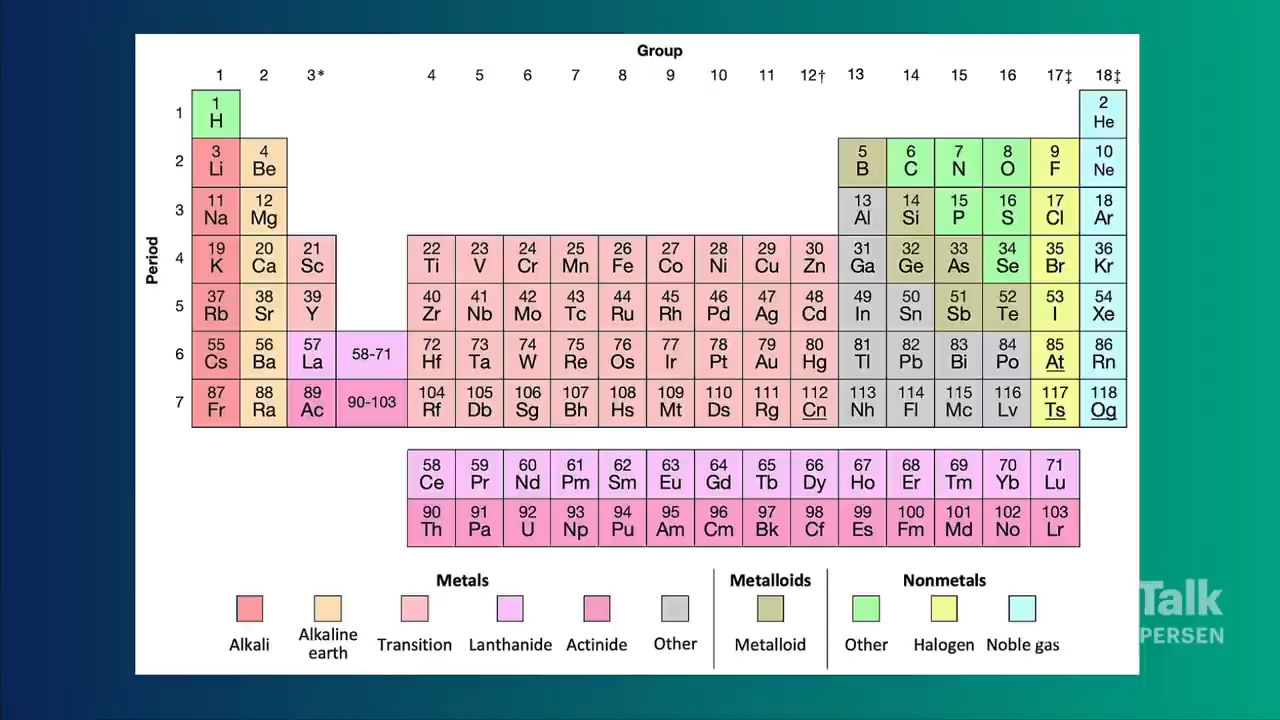 Group
1 2 3* 4 5 6 7 8 9 10 11 12† 13 14 15 16 17‡ 18‡
Period
1
1 2
H He
2
3 4 5 6 7 8 9 10
Li Be B C N O F Ne
3
11 12 13 14 15 16 17 18
Na Mg Al Si P S Cl Ar
4
19 20 21 22 23 24 25 26 27 28 29 30 31 32 33 34 35 36
K Ca Sc Ti V Cr Mn Fe Co Ni Cu Zn Ga Ge As Se Br Kr
5
37 38 39 40 41 42 43 44 45 46 47 48 49 50 51 52 53 54
Rb Sr Y Zr Nb Mo Tc Ru Rh Pd Ag Cd In Sn Sb Te I Xe
6
55 56 57 58-71 72 73 74 75 76 77 78 79 80 81 82 83 84 85 86
Cs Ba La Hf Ta W Re Os Ir Pt Au Hg Tl Pb Bi Po At Rn
7
87 88 89 90-103 104 105 106 107 108 109 110 111 112 113 114 115 116 117 118
Fr Ra Ac Rf Db Sg Bh Hs Mt Ds Rg Cn Nh Fl Mc Lv Ts Og
58 59 60 61 62 63 64 65 66 67 68 69 70 71
Ce Pr Nd Pm Sm Eu Gd Tb Dy Ho Er Tm Yb Lu
90 91 92 93 94 95 96 97 98 99 100 101 102 103
Th Pa U Np Pu Am Cm Bk Cf Es Fm Md No Lr
Metals Metalloids Nonmetals
Alkali Alkaline earth Transition Lanthanide Actinide Other Metalloid Other Halogen Noble gas
Talk
PERSEN